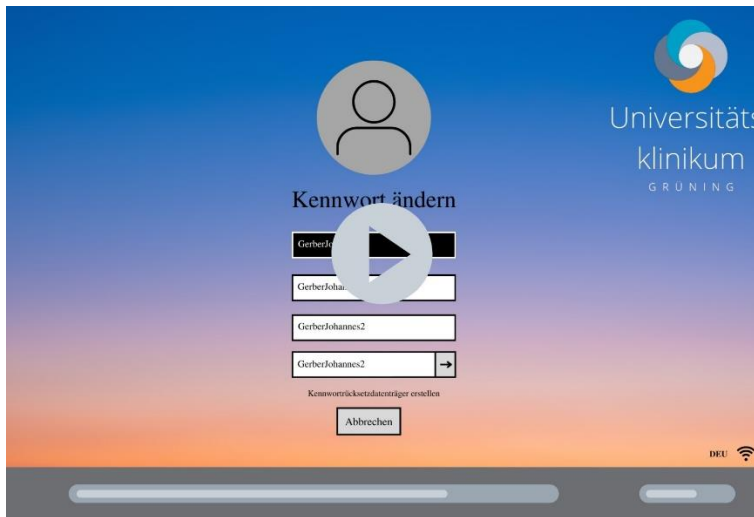 Universitäts
klinikum
GRÜNING
Kennwort ändern
GerberJohannes2
GerberJohannes2
Kennwortrücksetzdatenträger erstellen
Abbrechen
DEU